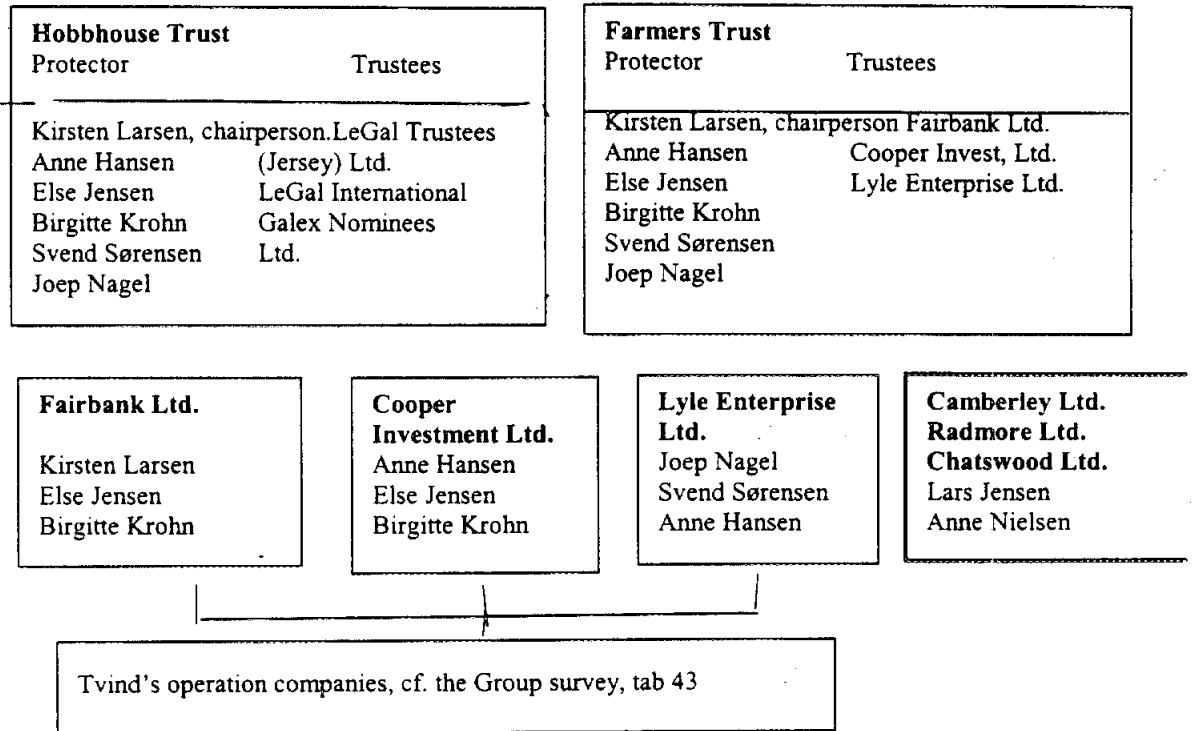 Hobbhouse Trust
Protector Trustees
Kirsten Larsen, chairperson.LeGal Trustees
Anne Hansen (Jersey) Ltd.
Else Jensen LeGal International
Birgitte Krohn Galex Nominees
Svend Sørensen Ltd.
Joep Nagel
Farmers Trust
Protector Trustees
Kirsten Larsen, chairperson Fairbank Ltd.
Anne Hansen Cooper Invest, Ltd.
Else Jensen Lyle Enterprise Ltd.
Birgitte Krohn
Svend Sørensen
Joep Nagel
Fairbank Ltd.
Kirsten Larsen
Else Jensen
Birgitte Krohn
Cooper
Investment Ltd.
Anne Hansen
Else Jensen
Birgitte Krohn
Lyle Enterprise
Ltd.
Joep Nagel
Svend Sørensen
Anne Hansen
Camberley Ltd.
Radmore Ltd.
Chatswood Ltd.
Lars Jensen
Anne Nielsen
Tvind's operation companies, cf. the Group survey, tab 43